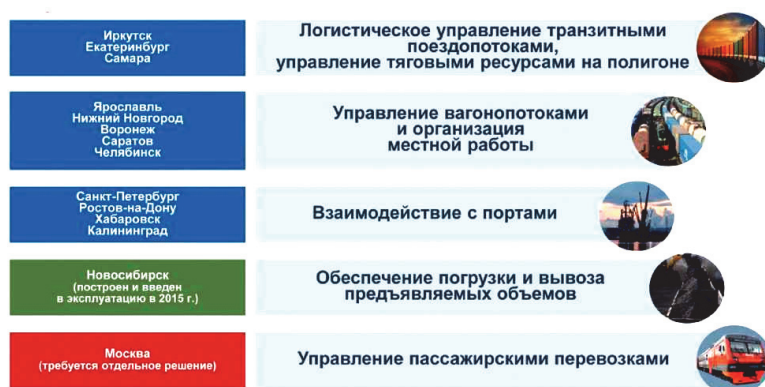 Иркутск
Екатеринбург
Самара
Логистическое управление транзитными
поездопотоками,
управление тяговыми ресурсами на полигоне
Ярославль
Нижний Новгород
Воронеж
Саратов
Челябинск
Управление вагонопотоками
и организация
местной работы
Санкт-Петербург
Ростов-на-Дону
Хабаровск
Калининград
Взаимодействие с портами
Новосибирск
(построен и введен
в эксплуатацию в 2015 г.)
Обеспечение погрузки и вывоза
предъявляемых объемов
Москва
(требуется отдельное решение)
Управление пассажирскими перевозками